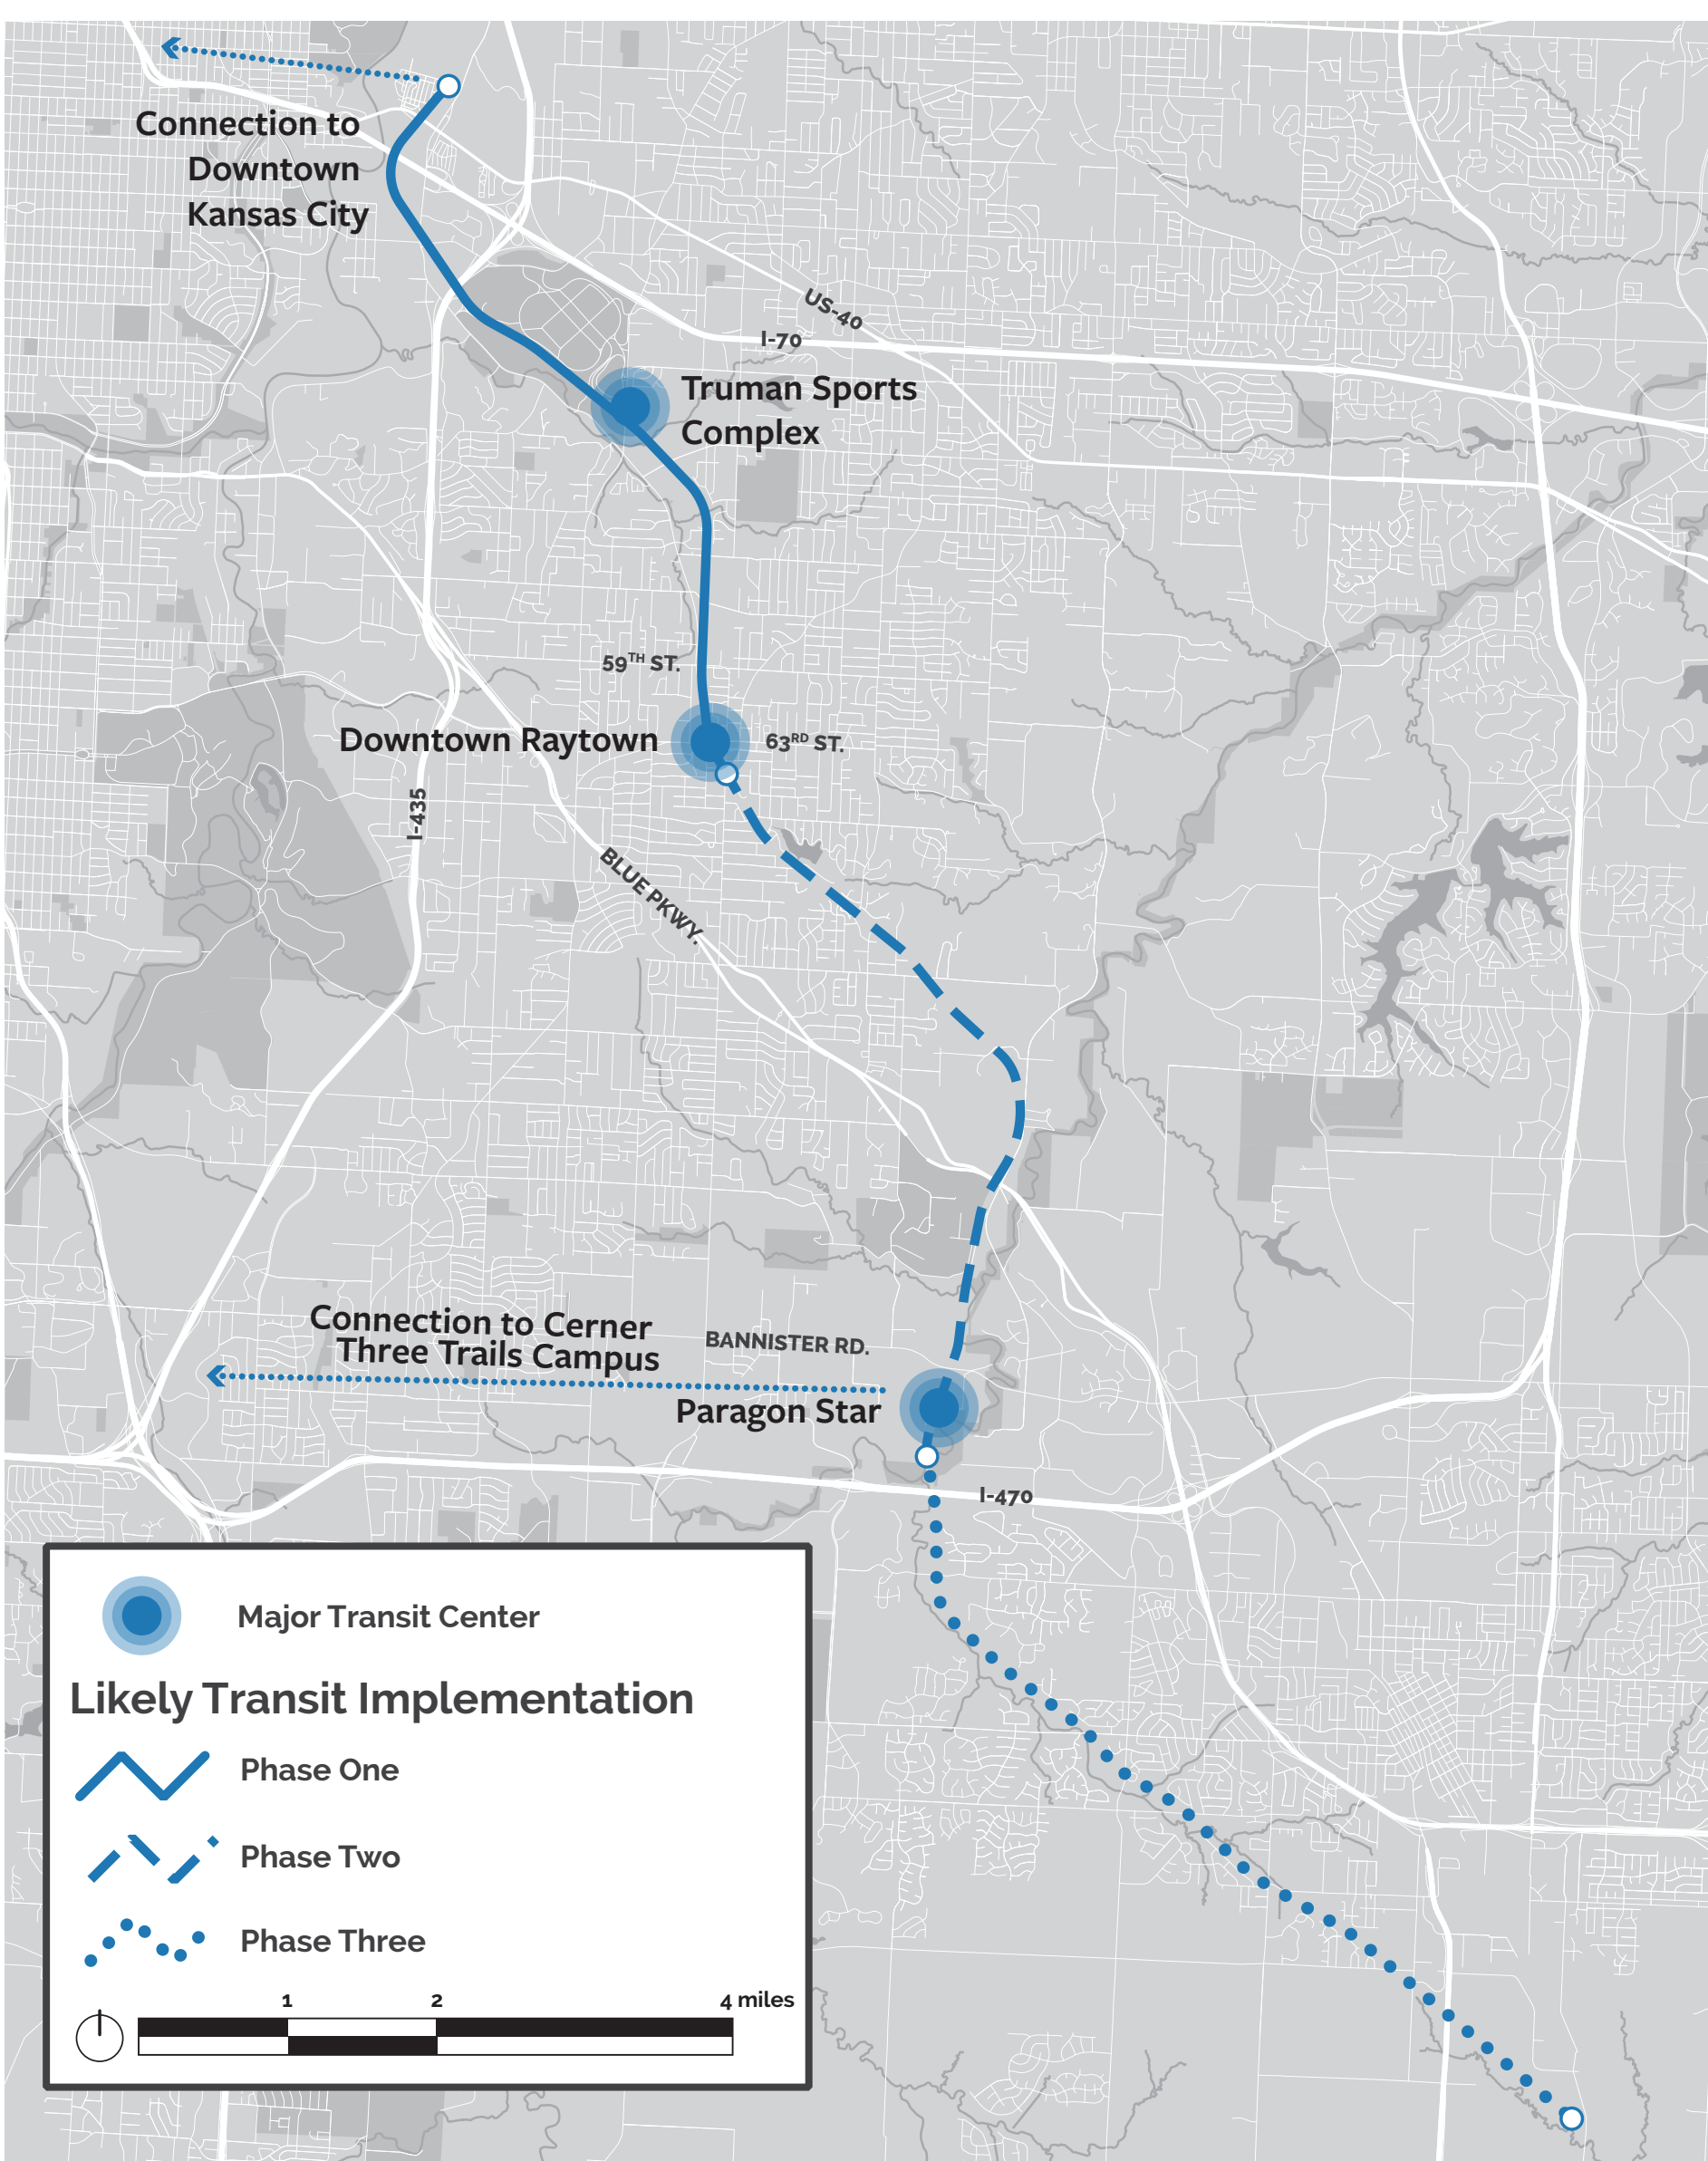 Connection to
Downtown
Kansas City
US-40
I-70
Truman Sports
Complex
59TH ST.
Downtown Raytown
63RD ST.
I-435
BLUE PKWY.
Connection to Cerner
Three Trails Campus
BANNISTER RD.
Paragon Star
I-470
Major Transit Center
Likely Transit Implementation
Phase One
Phase Two
Phase Three
1 2 4 miles